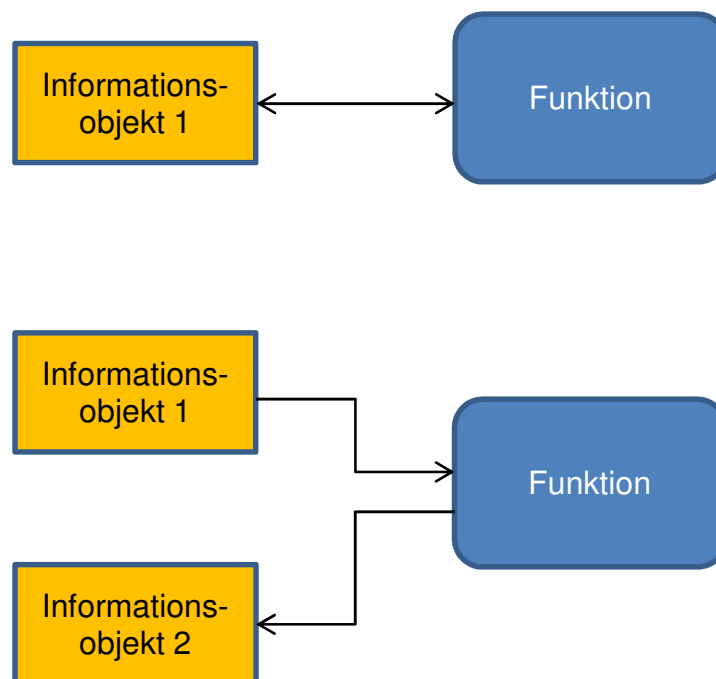 Informations-
objekt 1
Funktion
Informations-
objekt 1
Funktion
Informations-
objekt 2